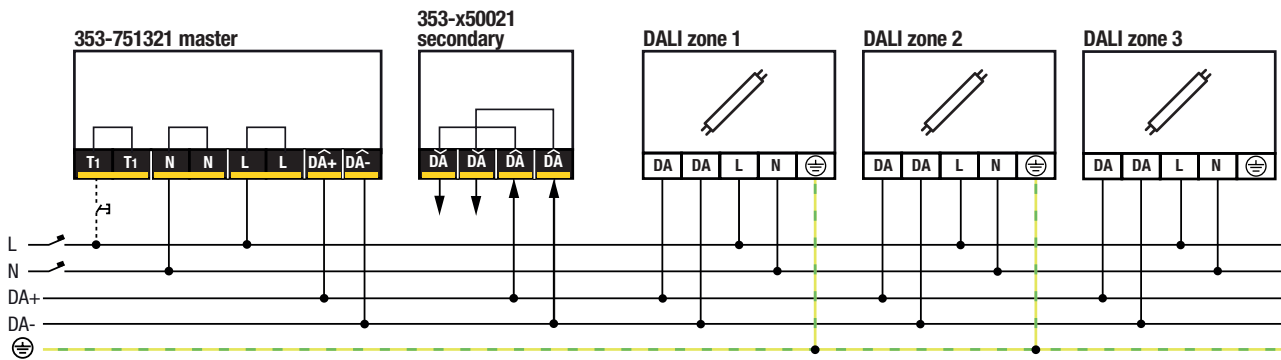 353-x50021
353-751321 master secondary DALI zone 1 DALI zone 2 DALI zone 3
T1 T1 N N L L DA+ DA- DA DA DA DA DA DA L N DA DA L N DA DA L N
L
N
DA+
DA-